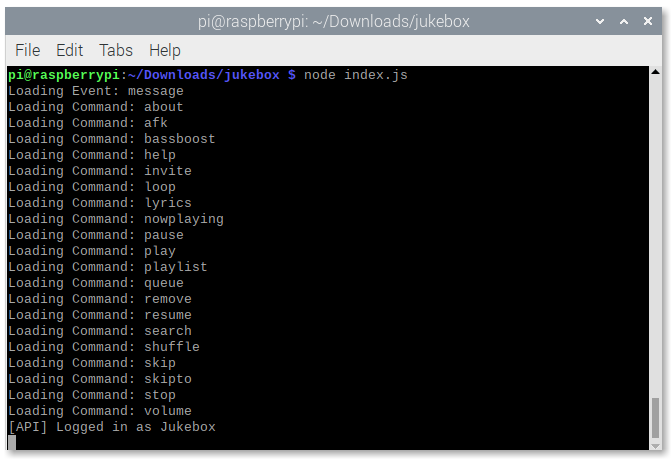 pi@raspberrypi: ~/Downloads/jukebox
File Edit Tabs Help
pi@raspberrypi:~/Downloads/jukebox $ node index.js
Loading Event: message
Loading Command: about
Loading Command: afk
Loading Command: bassboost
Loading Command: help
Loading Command: invite
Loading Command: loop
Loading Command: lyrics
Loading Command: nowplaying
Loading Command: pause
Loading Command: play
Loading Command: playlist
Loading Command: queue
Loading Command: remove
Loading Command: resume
Loading Command: search
Loading Command: shuffle
Loading Command: skip
Loading Command: skipto
Loading Command: stop
Loading Command: volume
[API] Logged in as Jukebox